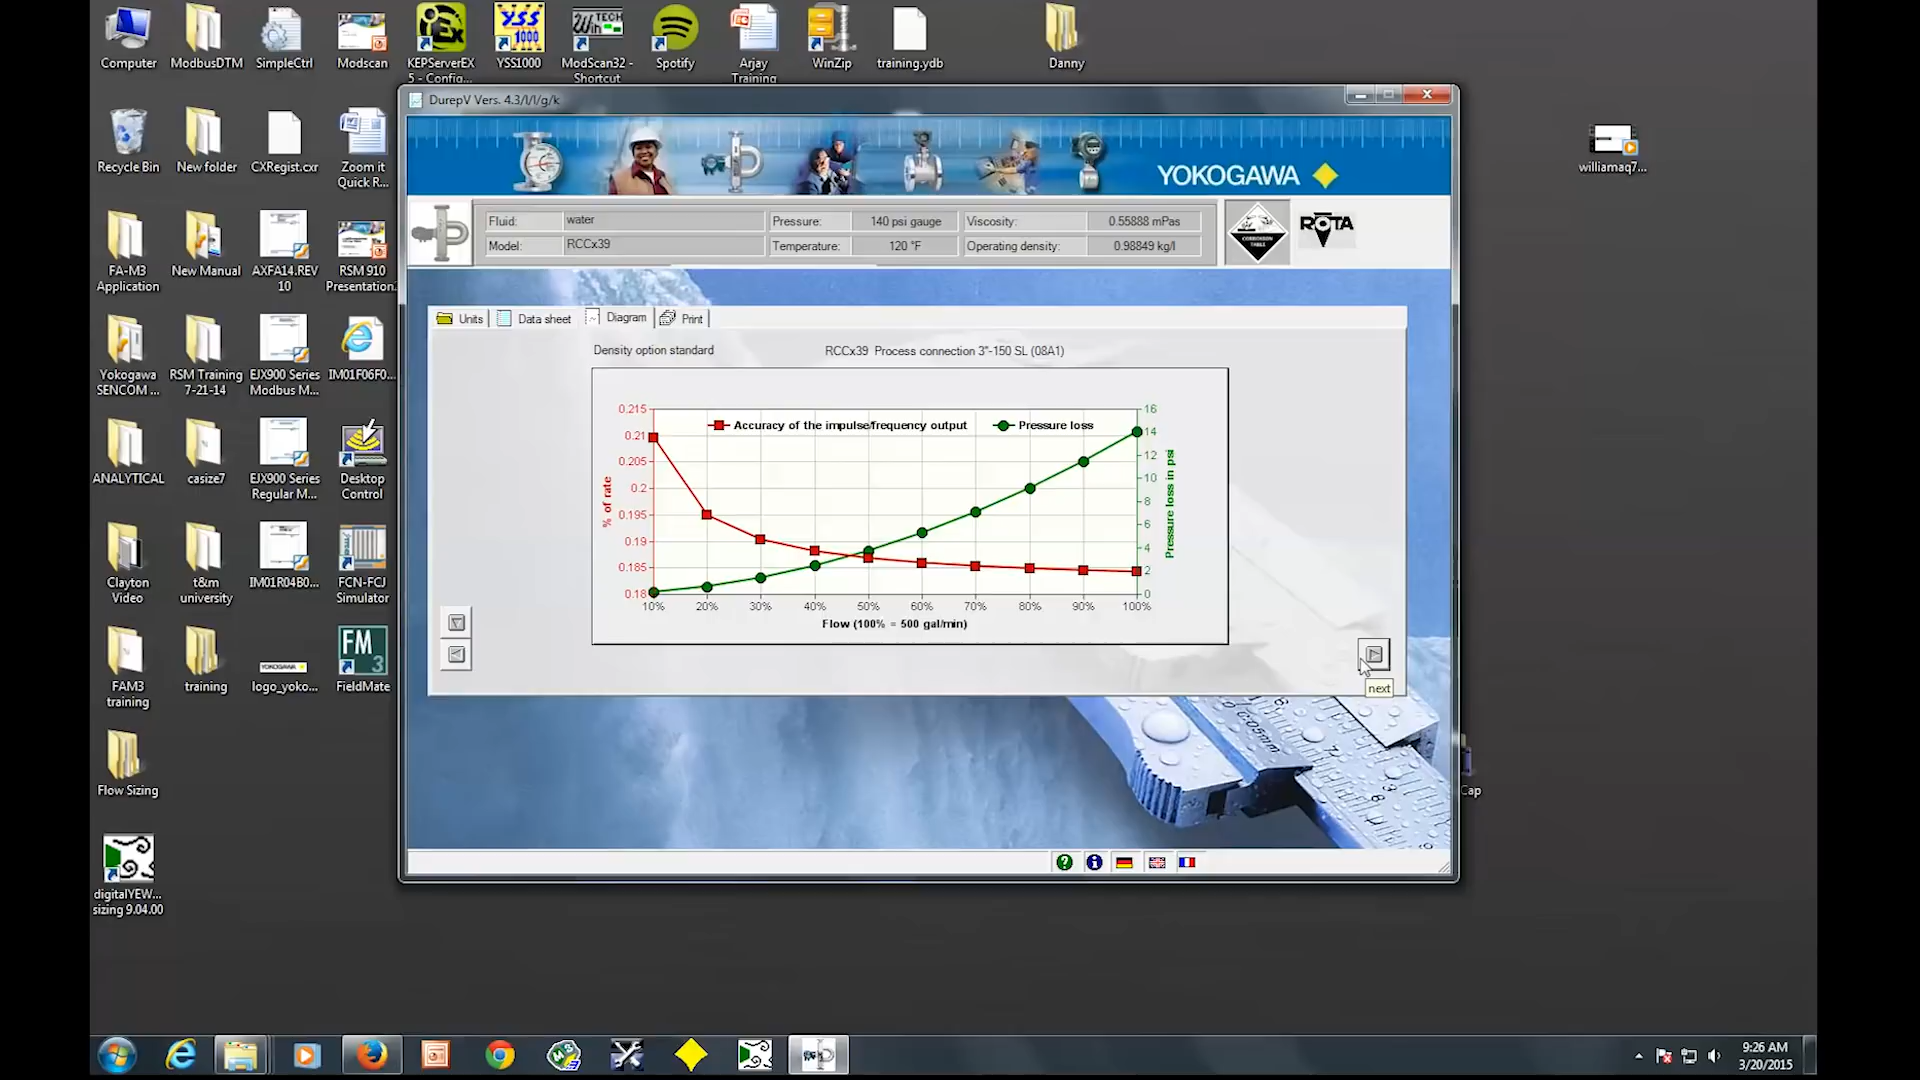 Computer
ModbusDTM
SimpleCtrl
Modscan
KEPServerEX
5 - Config...
YSS1000
ModScan32 -
Shortcut
Spotify
Arjay
Training
WinZip
training.ydb
Danny
DurepV Vers. 4.3/I/I/g/k
YOKOGAWA
Recycle Bin
New folder
CXRegist.cxr
Zoom it
Quick R...
williamaq7...
Fluid:
water
Pressure:
140 psi gauge
Viscosity:
0.55888 mPas
Model:
RCCx39
Temperature:
120 °F
Operating density:
0.98849 kg/l
CORROSION
TABLE
ROTA
FA-M3
Application
New Manual
AXFA14.REV
10
RSM 910
Presentation...
Units
Data sheet
Diagram
Print
Density option standard
RCCx39 Process connection 3"-150 SL (08A1)
Yokogawa
SENCOM ...
RSM Training
7-21-14
EJX900 Series
Modbus M...
IM01F06F0...
0.215
0.21
0.205
0.2
0.195
0.19
0.185
0.18
% of rate
Accuracy of the impulse/frequency output
Pressure loss
16
14
12
10
8
6
4
2
0
Pressure loss in psi
10%
20%
30%
40%
50%
60%
70%
80%
90%
100%
Flow (100% = 500 gal/min)
next
ANALYTICAL
casize7
EJX900 Series
Regular M...
Desktop
Control
Clayton
Video
t&m
university
IM01R04B0...
FCN-FCJ
Simulator
FM
3
FAM3
training
training
YOKOGAWA
logo_yoko...
FieldMate
Flow Sizing
0.05mm
Cap
digitalYEW...
sizing 9.04.00
9:26 AM
3/20/2015